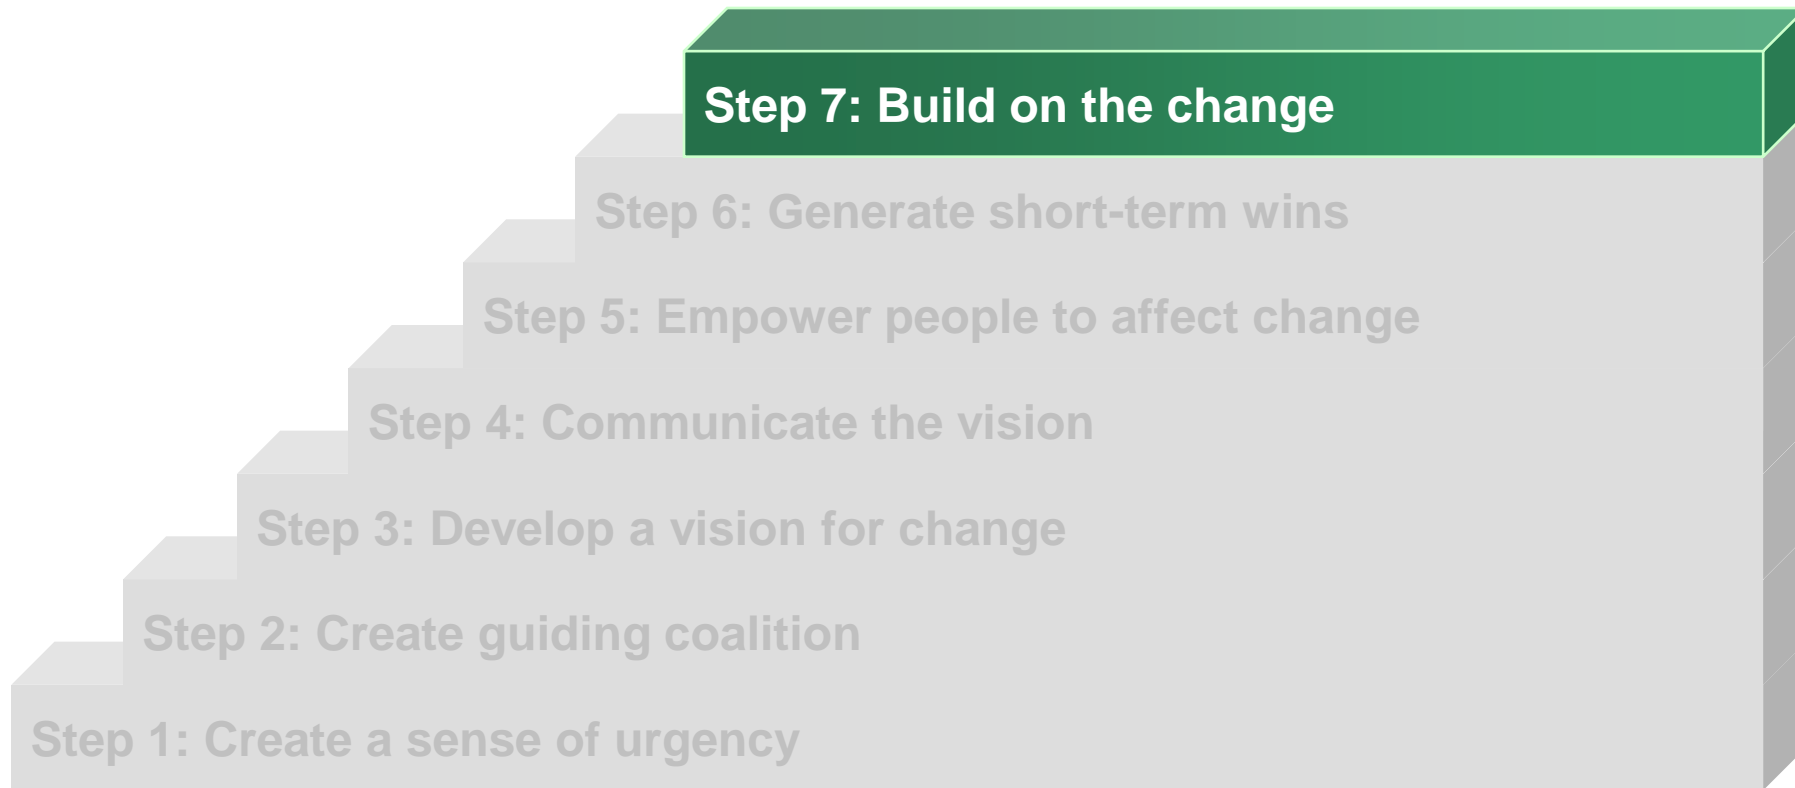 Step 7: Build on the change
Step 6: Generate short-term wins
Step 5: Empower people to affect change
Step 4: Communicate the vision
Step 3: Develop a vision for change
Step 2: Create guiding coalition
Step 1: Create a sense of urgency